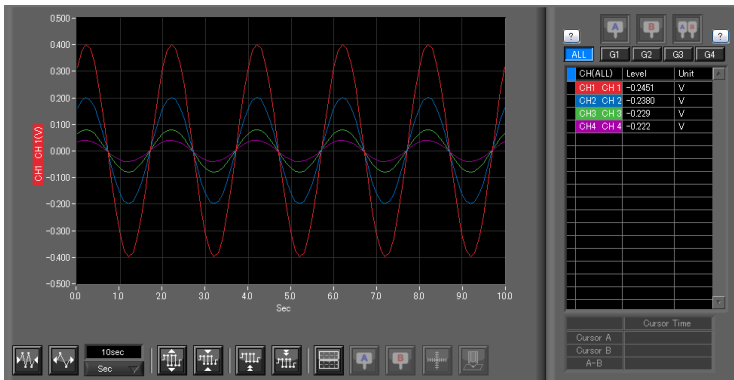 0.500
0.400
0.300
0.200
0.100
0.000
-0.100
-0.200
-0.300
-0.400
-0.500
CH1 CH 1(V)
0.0 1.0 2.0 3.0 4.0 5.0 6.0 7.0 8.0 9.0 10.0
Sec
10sec
Sec
A B A B
? ?
ALL G1 G2 G3 G4
CH(ALL) Level Unit
CH1 CH 1 -0.2451 V
CH2 CH 2 -0.2380 V
CH3 CH 3 -0.229 V
CH4 CH 4 -0.222 V
Cursor Time
Cursor A
Cursor B
A-B
A B